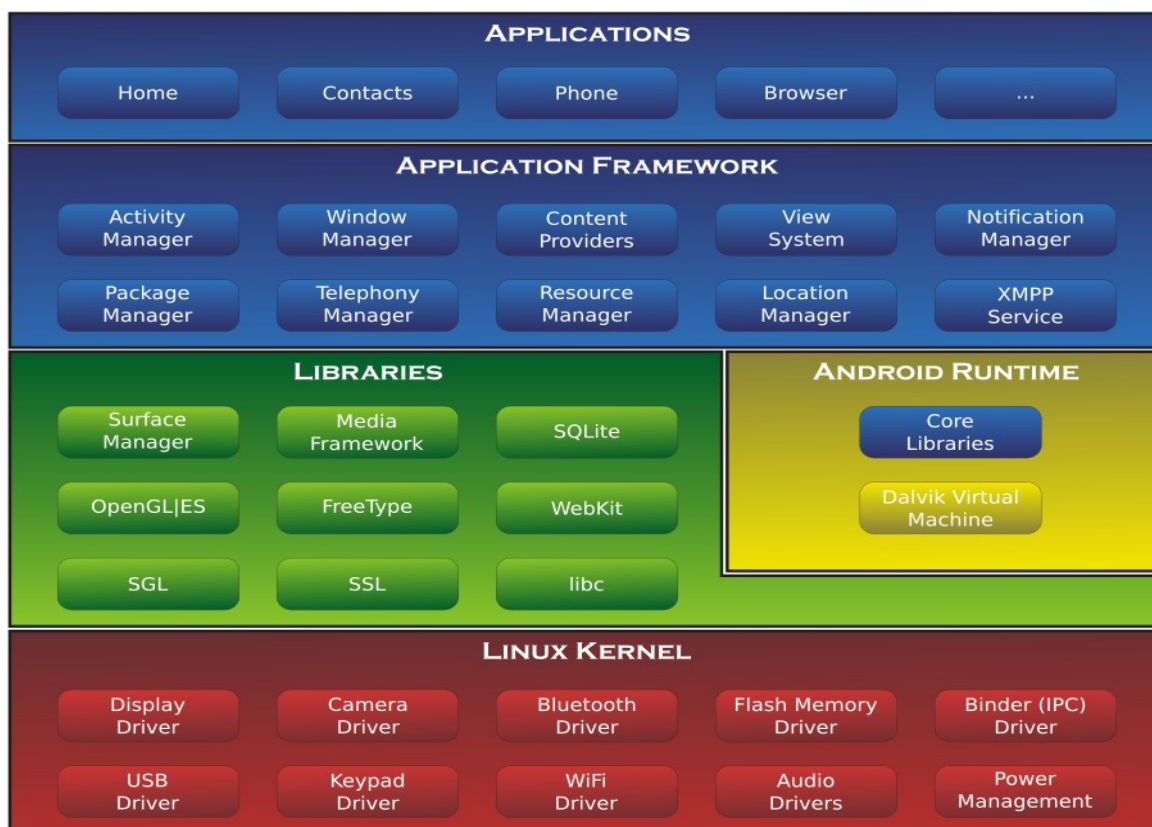 APPLICATIONS
Home
Contacts
Phone
Browser
...
APPLICATION FRAMEWORK
Activity
Manager
Window
Manager
Content
Providers
View
System
Notification
Manager
Package
Manager
Telephony
Manager
Resource
Manager
Location
Manager
XMPP
Service
LIBRARIES
Surface
Manager
Media
Framework
SQLite
OpenGL|ES
FreeType
WebKit
SGL
SSL
libc
ANDROID RUNTIME
Core
Libraries
Dalvik Virtual
Machine
LINUX KERNEL
Display
Driver
Camera
Driver
Bluetooth
Driver
Flash Memory
Driver
Binder (IPC)
Driver
USB
Driver
Keypad
Driver
WiFi
Driver
Audio
Drivers
Power
Management